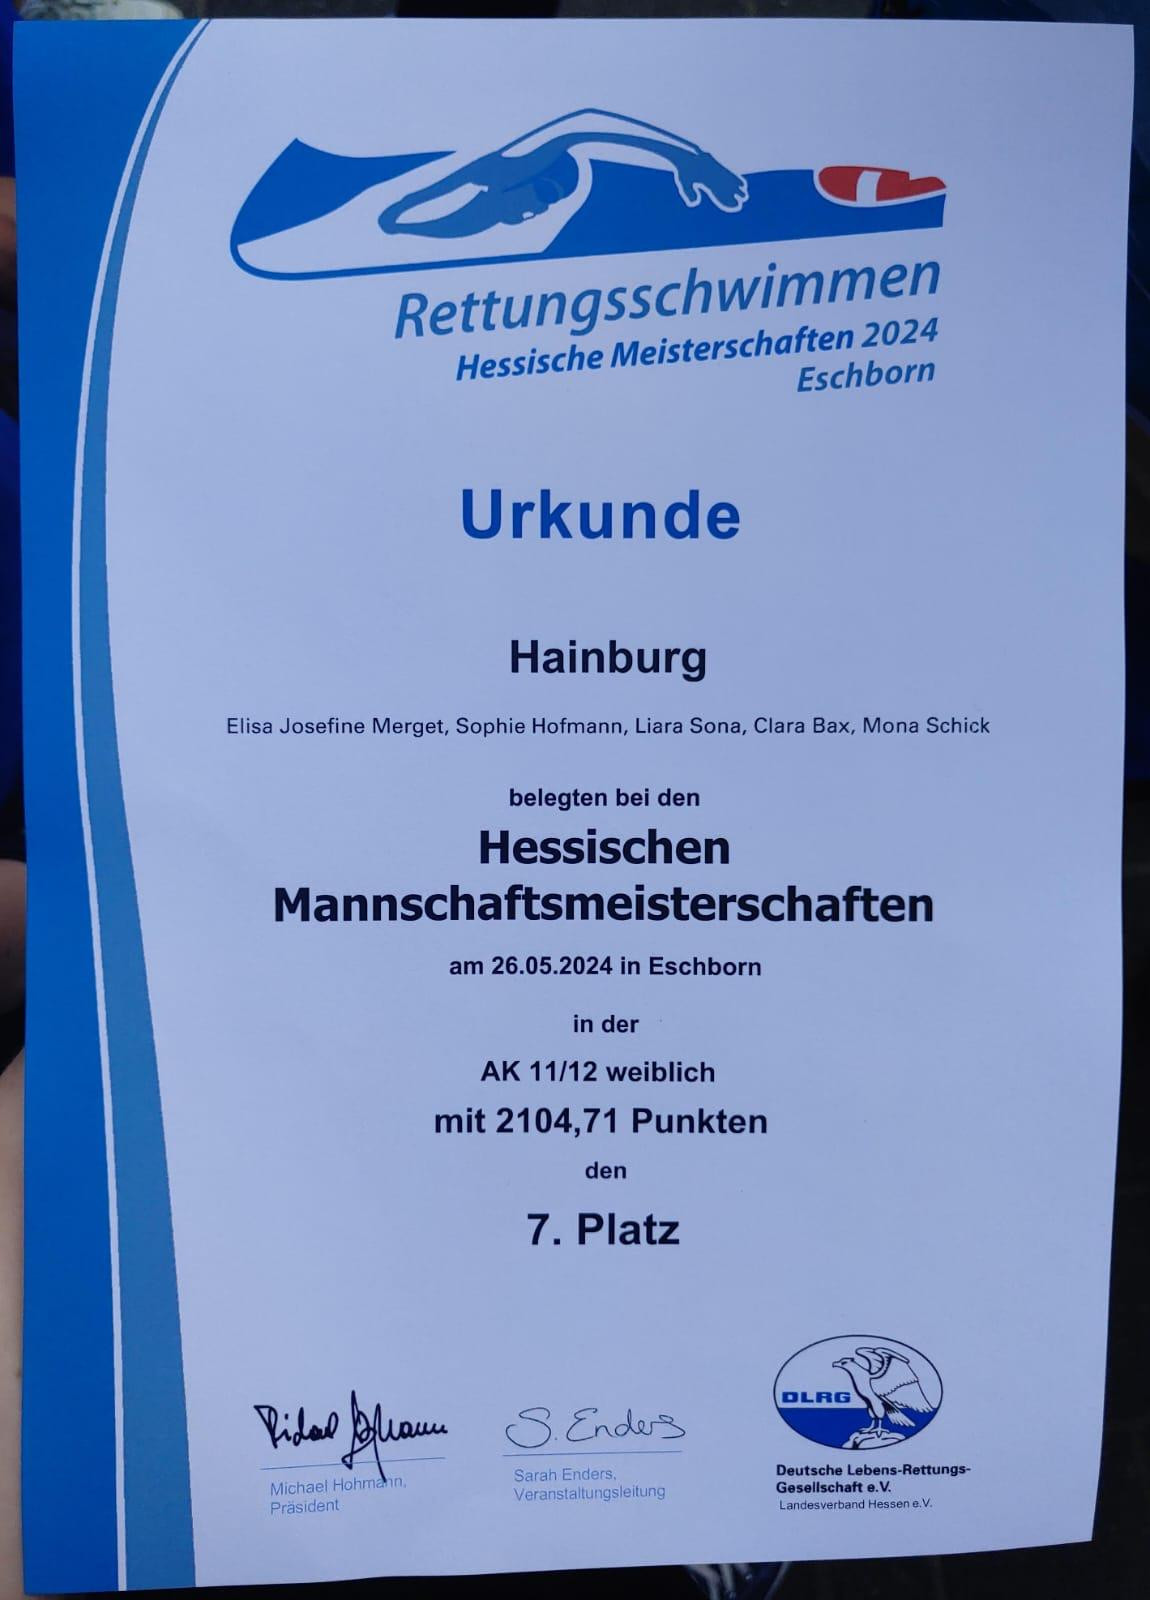 Rettungsschwimmen
Hessische Meisterschaften 2024
Eschborn
Urkunde
Hainburg
Elisa Josefine Merget, Sophie Hofmann, Liara Sona, Clara Bax, Mona Schick
belegten bei den
Hessischen
Mannschaftsmeisterschaften
am 26.05.2024 in Eschborn
in der
AK 11/12 weiblich
mit 2104,71 Punkten
den
7. Platz
S. Enders
Michael Hohmann,
Präsident
Sarah Enders,
Veranstaltungsleitung
DLRG
Deutsche Lebens-Rettungs-
Gesellschaft e.V.
Landesverband Hessen e.V.